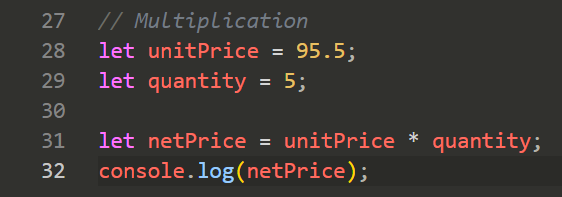 27 // Multiplication
28 let unitPrice = 95.5;
29 let quantity = 5;
30
31 let netPrice = unitPrice * quantity;
32 console.log(netPrice);